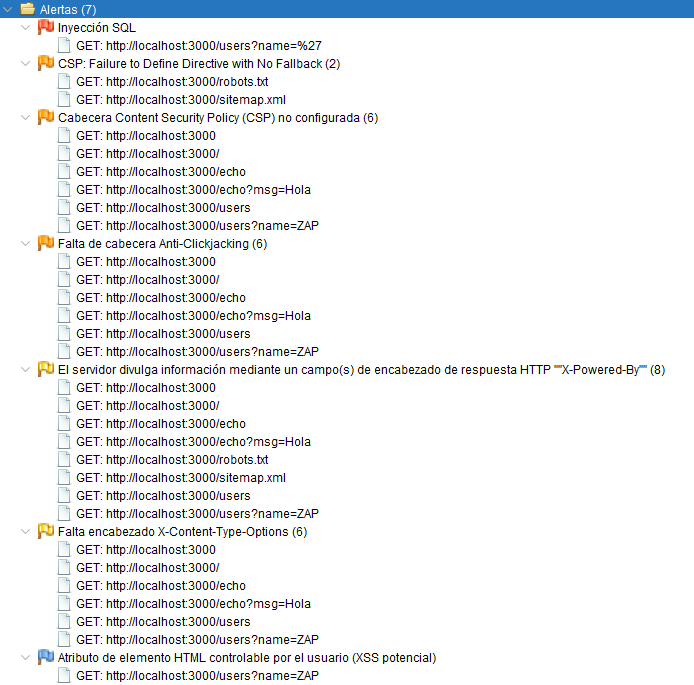 Alertas (7)
Inyección SQL
GET: http://localhost:3000/users?name=%27
CSP: Failure to Define Directive with No Fallback (2)
GET: http://localhost:3000/robots.txt
GET: http://localhost:3000/sitemap.xml
Cabecera Content Security Policy (CSP) no configurada (6)
GET: http://localhost:3000
GET: http://localhost:3000/
GET: http://localhost:3000/echo
GET: http://localhost:3000/echo?msg=Hola
GET: http://localhost:3000/users
GET: http://localhost:3000/users?name=ZAP
Falta de cabecera Anti-Clickjacking (6)
GET: http://localhost:3000
GET: http://localhost:3000/
GET: http://localhost:3000/echo
GET: http://localhost:3000/echo?msg=Hola
GET: http://localhost:3000/users
GET: http://localhost:3000/users?name=ZAP
El servidor divulga información mediante un campo(s) de encabezado de respuesta HTTP ""X-Powered-By"" (8)
GET: http://localhost:3000
GET: http://localhost:3000/
GET: http://localhost:3000/echo
GET: http://localhost:3000/echo?msg=Hola
GET: http://localhost:3000/robots.txt
GET: http://localhost:3000/sitemap.xml
GET: http://localhost:3000/users
GET: http://localhost:3000/users?name=ZAP
Falta encabezado X-Content-Type-Options (6)
GET: http://localhost:3000
GET: http://localhost:3000/
GET: http://localhost:3000/echo
GET: http://localhost:3000/echo?msg=Hola
GET: http://localhost:3000/users
GET: http://localhost:3000/users?name=ZAP
Atributo de elemento HTML controlable por el usuario (XSS potencial)
GET: http://localhost:3000/users?name=ZAP